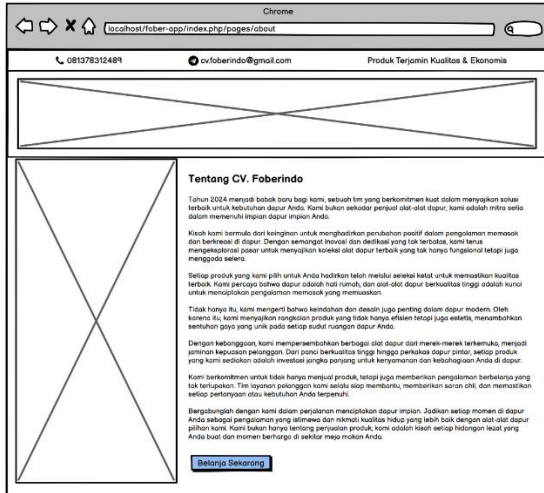 Chrome
localhost/fober-app/index.php/pages/about
081378312489 cv.foberindo@gmail.com Produk Terjamin Kualitas & Ekonomis
Tentang CV. Foberindo
Tahun 2024 menjadi babak baru bagi kami, sebuah tim yang berkomitmen kuat dalam menyajikan solusi
terbaik untuk kebutuhan dapur Anda. Kami bukan sekadar penjual alat-alat dapur; kami adalah mitra setia
dalam memenuhi impian dapur impian Anda.
Kisah kami bermula dari keinginan untuk menghadirkan perubahan positif dalam pengalaman memasak
dan berkreasi di dapur. Dengan semangat inovasi dan dedikasi yang tak terbatas, kami terus
mengeksplorasi pasar untuk menyajikan koleksi alat dapur terbaik yang tak hanya fungsional tetapi juga
menggoda selera.
Setiap produk yang kami pilih untuk Anda hadirkan telah melalui seleksi ketat untuk memastikan kualitas
terbaik. Kami percaya bahwa dapur adalah hati rumah, dan alat-alat dapur berkualitas tinggi adalah kunci
untuk menciptakan pengalaman memasak yang memuaskan.
Tidak hanya itu, kami mengerti bahwa keindahan dan desain juga penting dalam dapur modern. Oleh
karena itu, kami menyajikan rangkaian produk yang tidak hanya efisien tetapi juga estetis, menambahkan
sentuhan gaya yang unik pada setiap sudut ruangan dapur Anda.
Dengan kebanggaan, kami mempersembahkan berbagai alat dapur dari merek-merek terkemuka, menjadi
jaminan kepuasan pelanggan. Dari panci berkualitas tinggi hingga perkakas dapur pintar, setiap produk
yang kami sediakan adalah investasi jangka panjang untuk kenyamanan dan kebahagiaan Anda di dapur.
Kami berkomitmen untuk tidak hanya menjual produk, tetapi juga memberikan pengalaman berbelanja yang
tak terlupakan. Tim layanan pelanggan kami selalu siap membantu, memberikan saran ahli, dan memastikan
setiap pertanyaan atau kebutuhan Anda terpenuhi.
Bergabunglah dengan kami dalam perjalanan menciptakan dapur impian. Jadikan setiap momen di dapur
Anda sebagai pengalaman yang istimewa dan nikmati kualitas hidup yang lebih baik dengan alat-alat dapur
pilihan kami. Kami bukan hanya tentang penjualan produk; kami adalah kisah setiap hidangan lezat yang
Anda buat dan momen berharga di sekitar meja makan Anda.
Belanja Sekarang